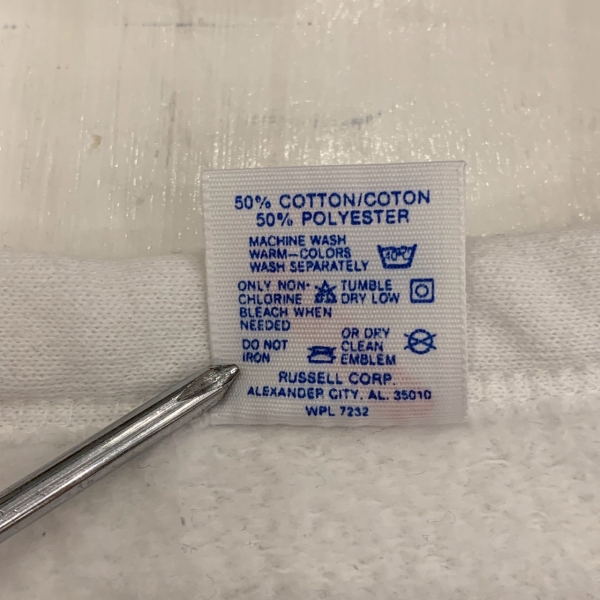 50% COTTON/COTON
50% POLYESTER
MACHINE WASH
WARM-COLORS
WASH SEPARATELY
40°C
ONLY NON-
CHLORINE
BLEACH WHEN
NEEDED
TUMBLE
DRY LOW
DO NOT
IRON
OR DRY
CLEAN
EMBLEM
RUSSELL CORP.
ALEXANDER CITY, AL. 35010
WPL 7232